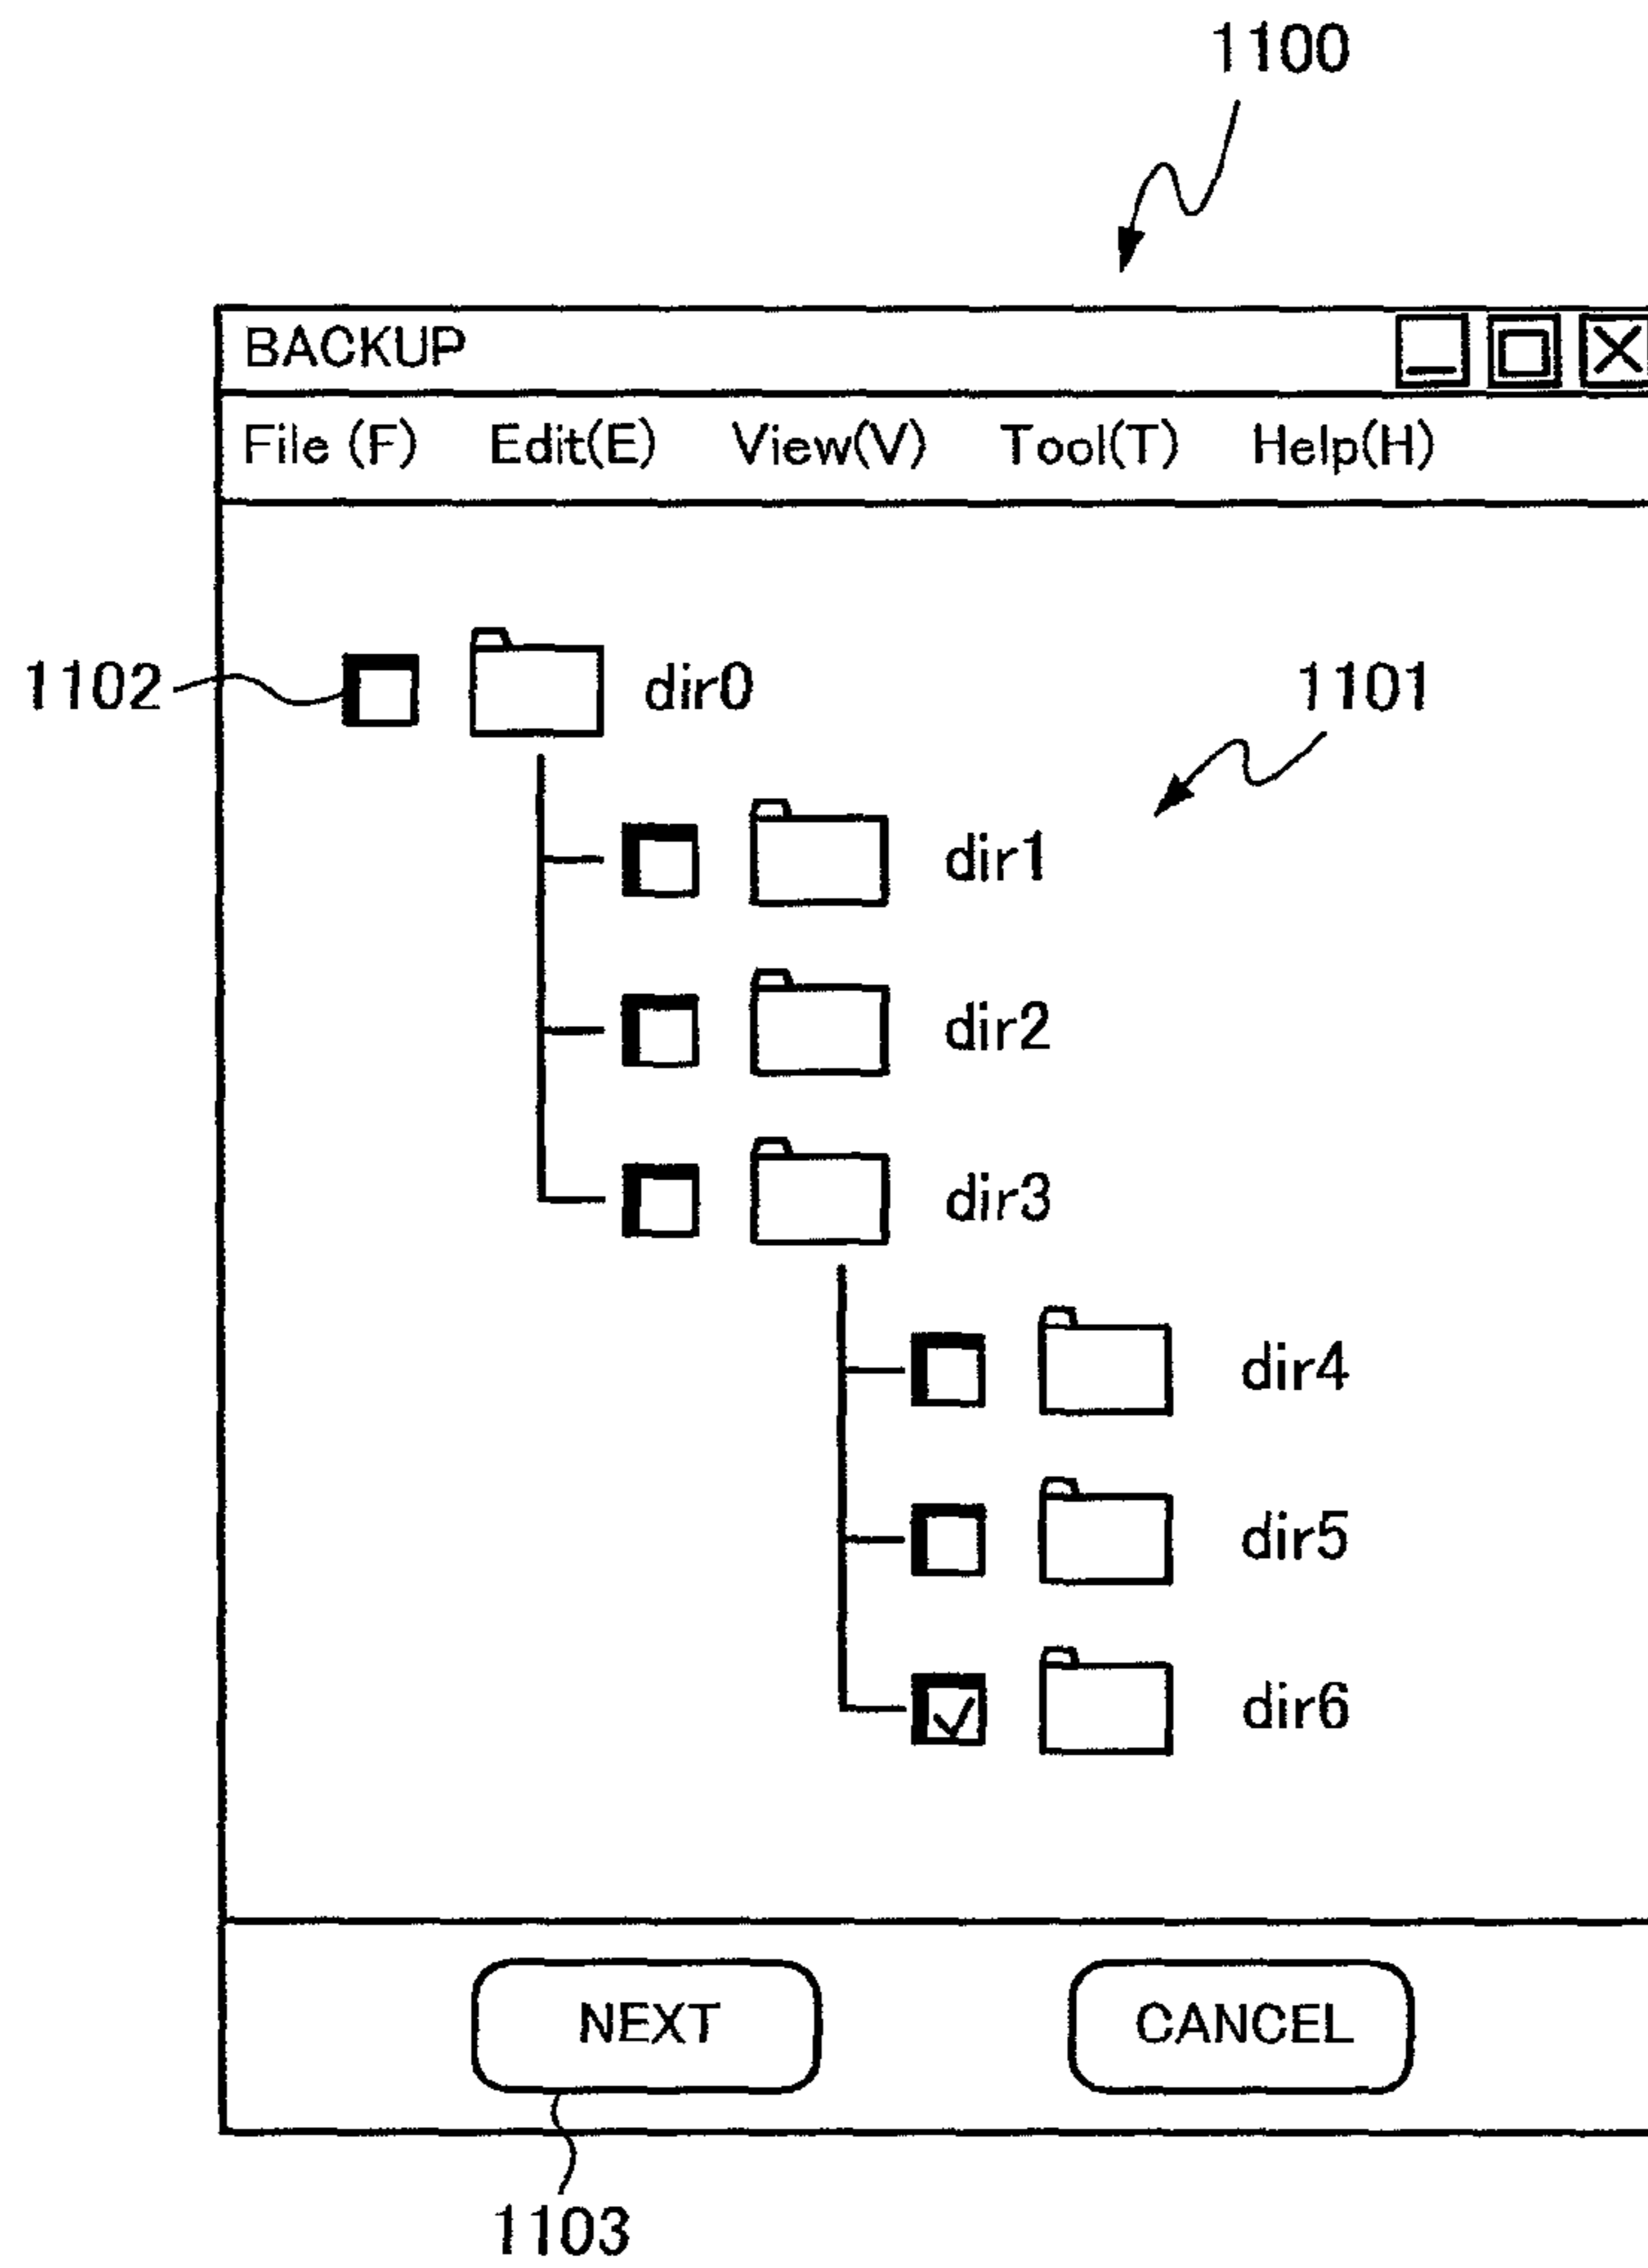 1100
BACKUP
File (F) Edit(E) View(V) Tool(T) Help(H)
1102 dir0
1101
dir1
dir2
dir3
dir4
dir5
dir6
NEXT CANCEL
1103